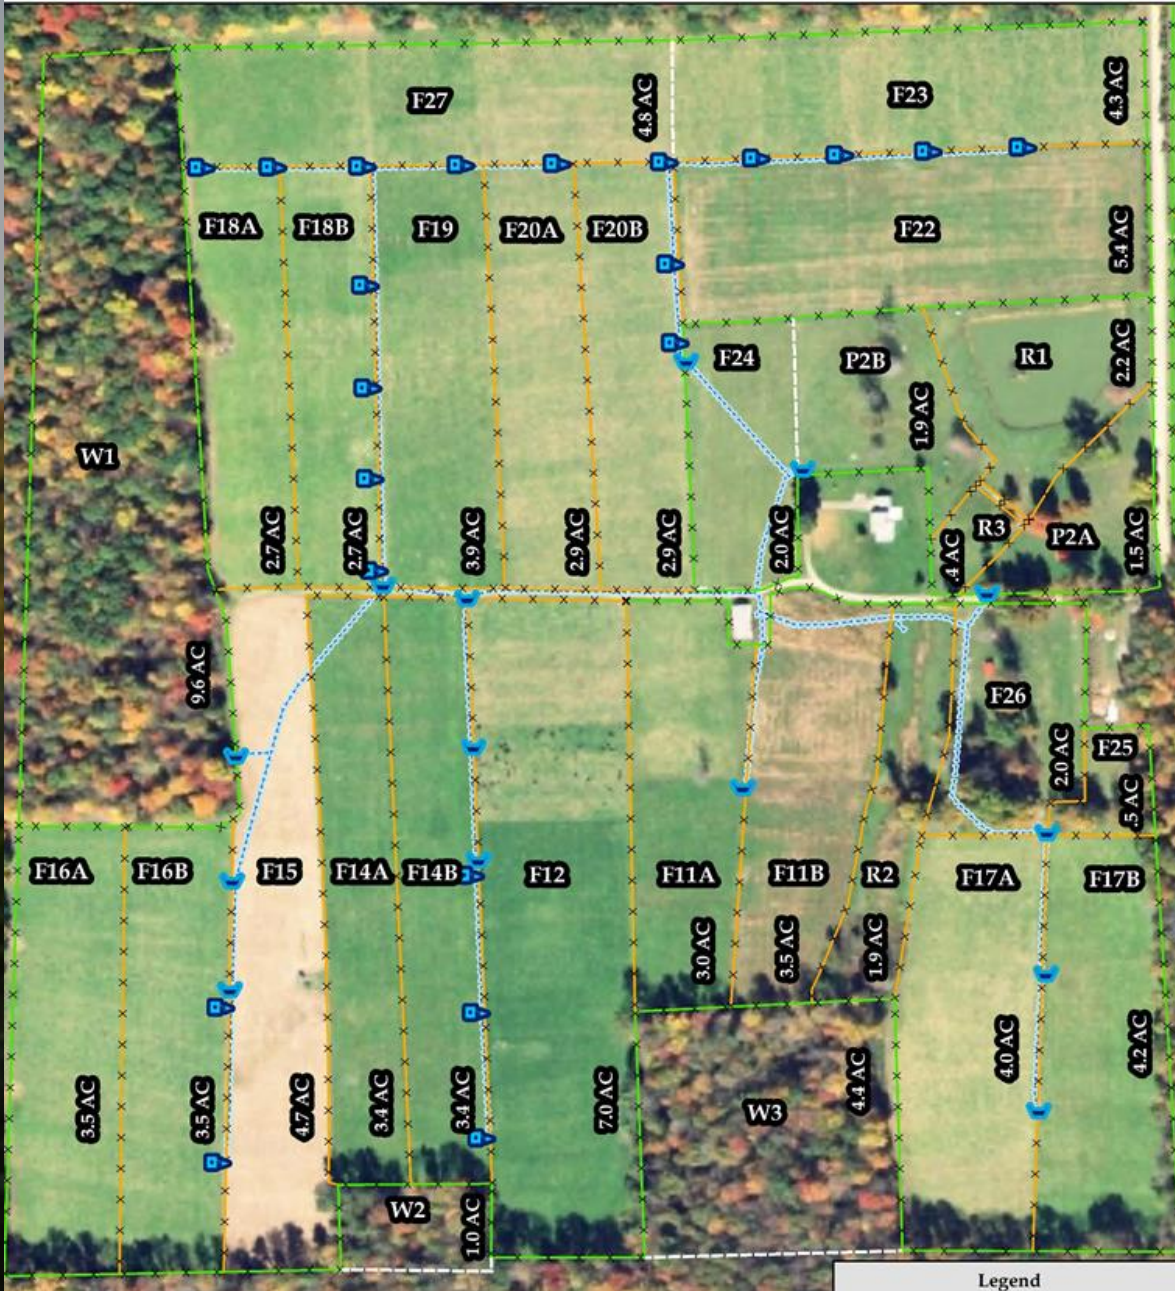 F27
4.8 AC
F23
4.3 AC
F18A
F18B
F19
F20A
F20B
F22
5.4 AC
F24
P2B
R1
2.2 AC
1.9 AC
W1
2.7 AC
2.7 AC
3.9 AC
2.9 AC
2.9 AC
2.0 AC
.4 AC
R3
P2A
1.5 AC
9.6 AC
F26
2.0 AC
F25
.5 AC
F16A
F16B
F15
F14A
F14B
F12
F11A
F11B
R2
F17A
F17B
3.0 AC
3.5 AC
1.9 AC
3.5 AC
3.5 AC
4.7 AC
3.4 AC
3.4 AC
7.0 AC
W3
4.4 AC
4.0 AC
4.2 AC
W2
1.0 AC
Legend